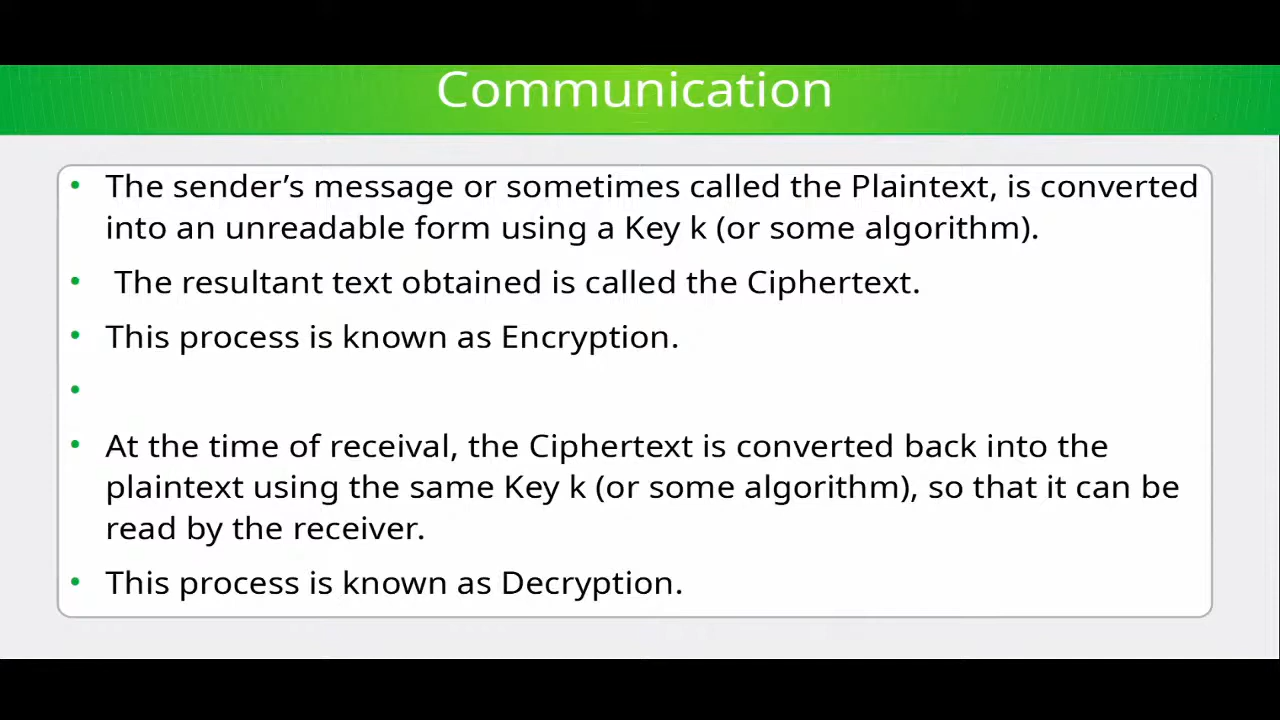 Communication
• The sender’s message or sometimes called the Plaintext, is converted
into an unreadable form using a Key k (or some algorithm).
• The resultant text obtained is called the Ciphertext.
• This process is known as Encryption.
•
• At the time of receival, the Ciphertext is converted back into the
plaintext using the same Key k (or some algorithm), so that it can be
read by the receiver.
• This process is known as Decryption.